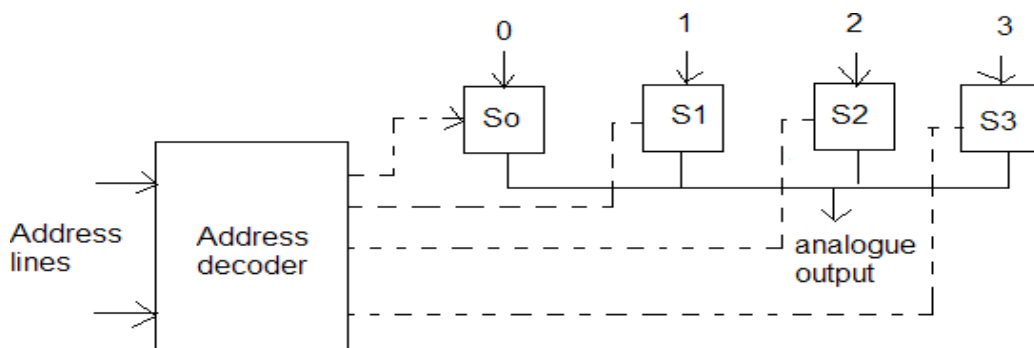 0 1 2 3
So S1 S2 S3
Address
lines
Address
decoder
analogue
output